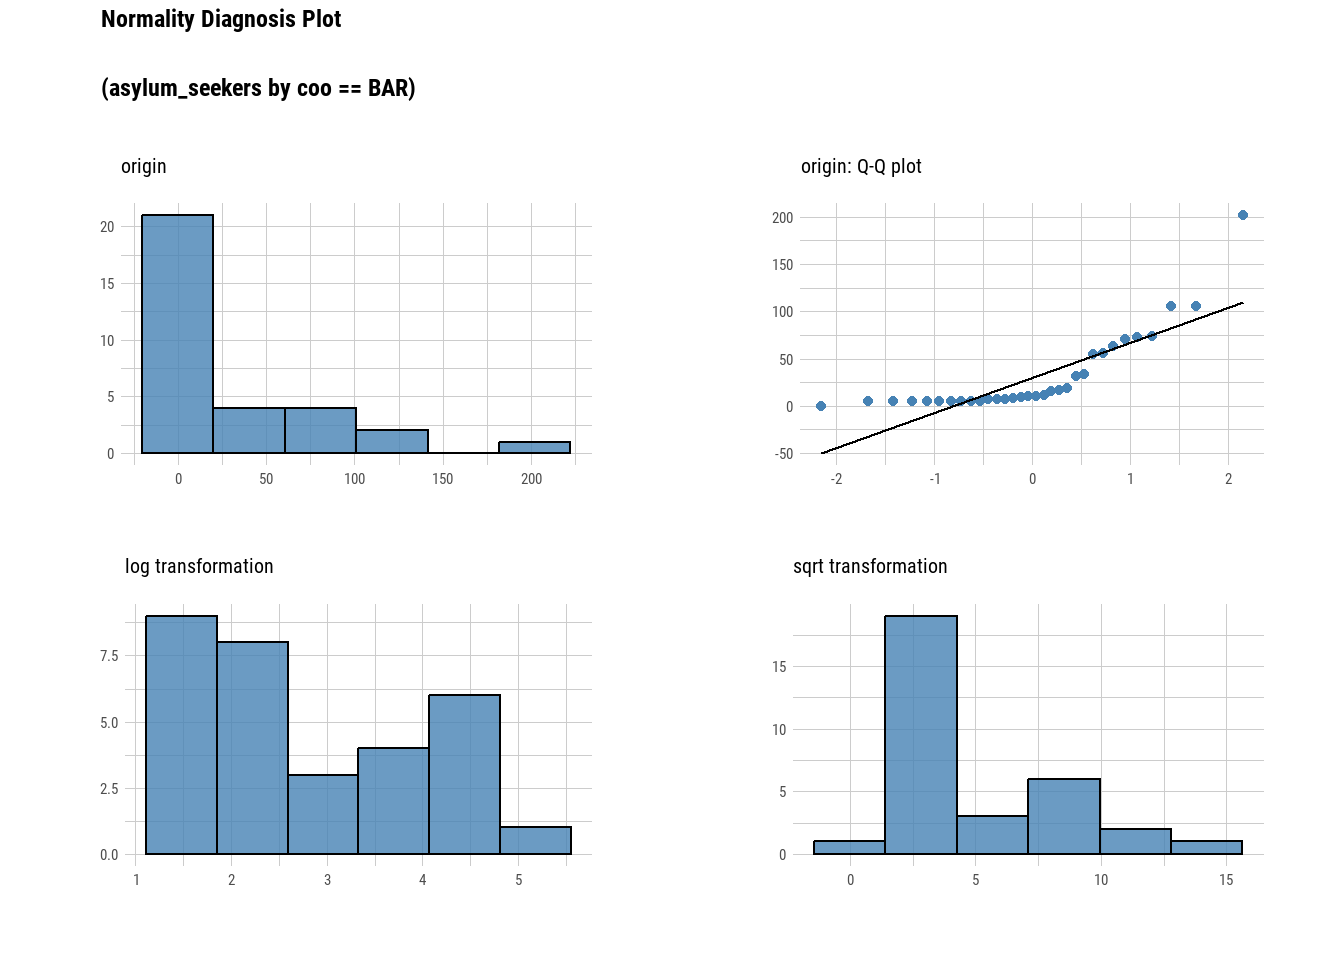 Normality Diagnosis Plot
(asylum_seekers by coo == BAR)
origin
20
15
10
5
0
0 50 100 150 200
origin: Q-Q plot
200
150
100
50
0
-50
-2 -1 0 1 2
log transformation
7.5
5.0
2.5
0.0
1 2 3 4 5
sqrt transformation
15
10
5
0
0 5 10 15